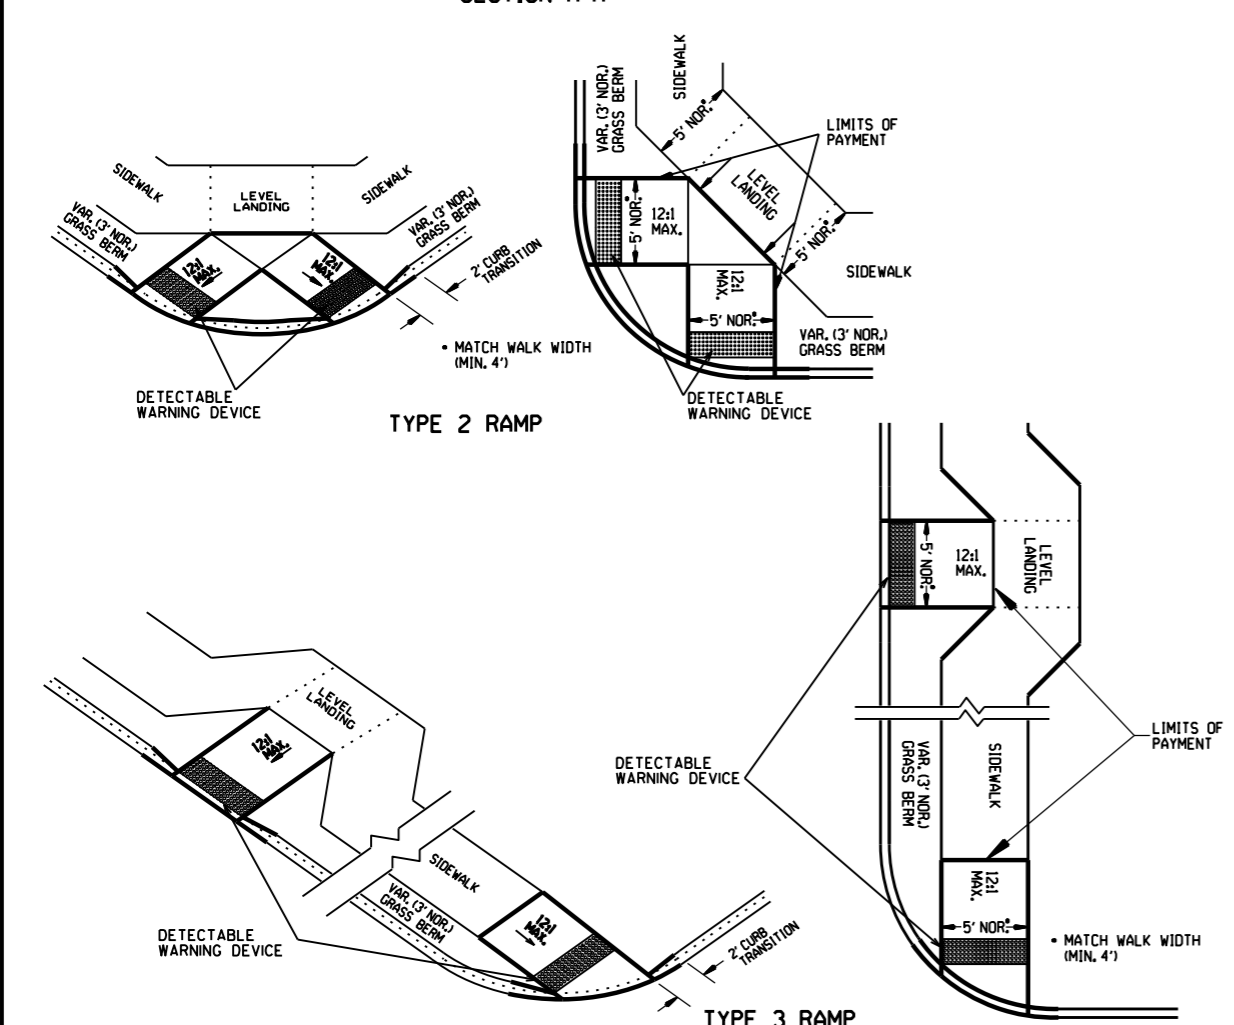 SIDEWALK
LEVEL
LANDING
SIDEWALK
VAR. (3' NOR.)
GRASS BERM
VAR. (3' NOR.)
GRASS BERM
12:1
MAX.
12:1
MAX.
2' CURB
TRANSITION
• MATCH WALK WIDTH
(MIN. 4')
DETECTABLE
WARNING DEVICE
TYPE 2 RAMP
VAR. (3' NOR.)
GRASS BERM
SIDEWALK
5' NOR.•
LIMITS OF
PAYMENT
LEVEL
LANDING
5' NOR.•
12:1
MAX.
5' NOR.•
SIDEWALK
12:1
MAX.
5' NOR.•
VAR. (3' NOR.)
GRASS BERM
DETECTABLE
WARNING DEVICE
LEVEL
LANDING
12:1
MAX.
SIDEWALK
VAR. (3' NOR.)
GRASS BERM
12:1
MAX.
2' CURB
TRANSITION
DETECTABLE
WARNING DEVICE
TYPE 3 RAMP
5' NOR.•
12:1
MAX.
LEVEL
LANDING
LIMITS OF
PAYMENT
DETECTABLE
WARNING DEVICE
VAR. (3' NOR.)
GRASS BERM
SIDEWALK
12:1
MAX.
5' NOR.•
• MATCH WALK WIDTH
(MIN. 4')